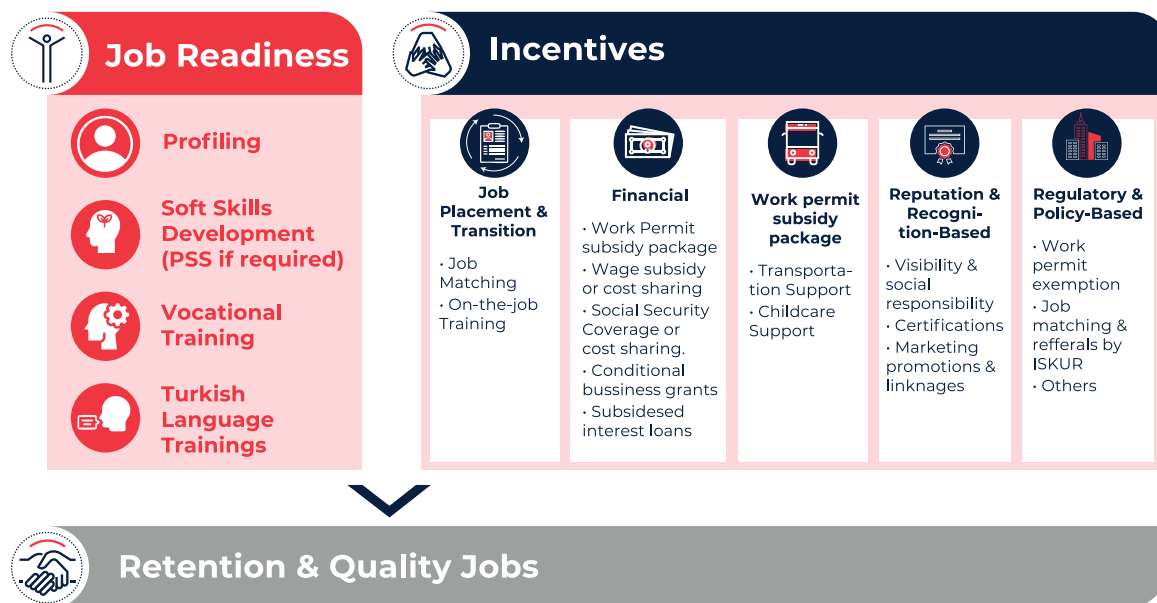 Job Readiness
Profiling
Soft Skills
Development
(PSS if required)
Vocational
Training
Turkish
Language
Trainings
Incentives
Job
Placement &
Transition
• Job
Matching
• On-the-job
Training
Financial
• Work Permit
subsidy package
• Wage subsidy
or cost sharing
• Social Security
Coverage or
cost sharing.
• Conditional
bussiness grants
• Subsidesed
interest loans
Work permit
subsidy
package
• Transporta-
tion Support
• Childcare
Support
Reputation &
Recogni-
tion-Based
• Visibility &
social
responsibility
• Certifications
• Marketing
promotions &
linknages
Regulatory &
Policy-Based
• Work
permit
exemption
• Job
matching &
refferals by
ISKUR
• Others
Retention & Quality Jobs